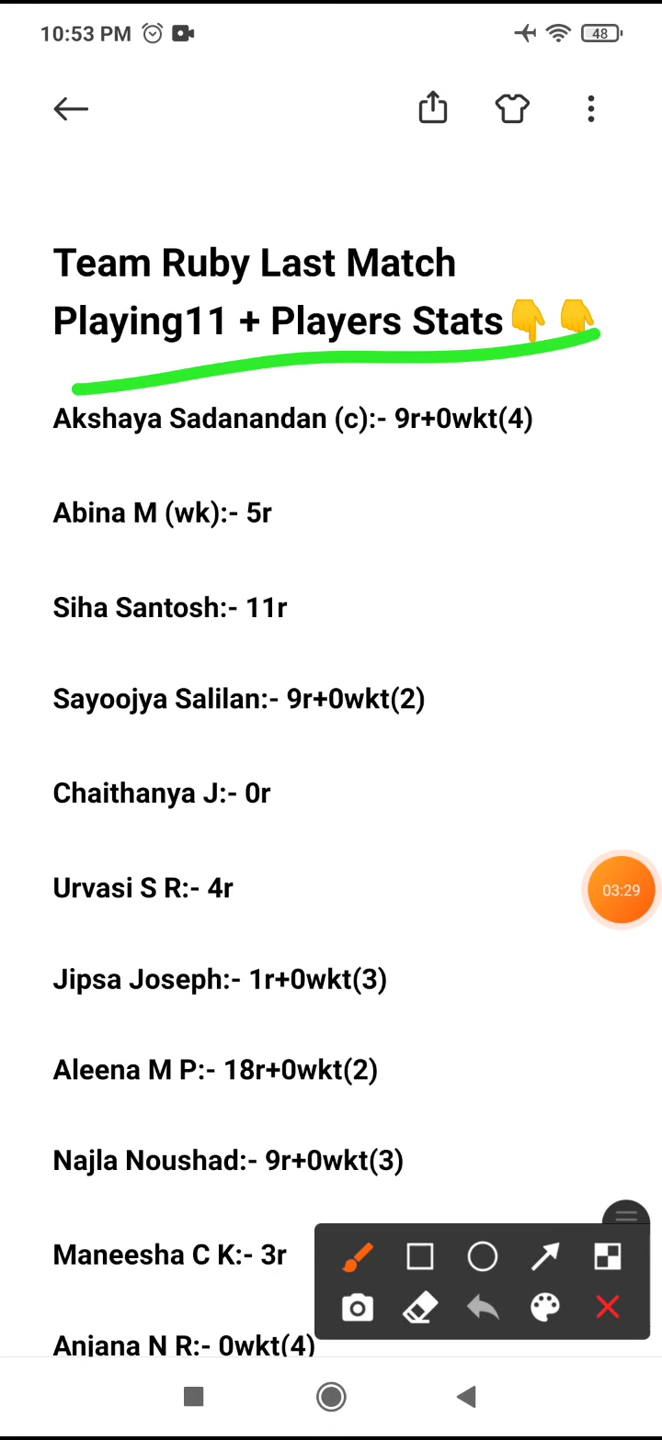 10:53 PM
48
Team Ruby Last Match
Playing11 + Players Stats👇👇
Akshaya Sadanandan (c):- 9r+0wkt(4)
Abina M (wk):- 5r
Siha Santosh:- 11r
Sayoojya Salilan:- 9r+0wkt(2)
Chaithanya J:- 0r
Urvasi S R:- 4r
03:29
Jipsa Joseph:- 1r+0wkt(3)
Aleena M P:- 18r+0wkt(2)
Najla Noushad:- 9r+0wkt(3)
Maneesha C K:- 3r
Anjana N R:- 0wkt(4)